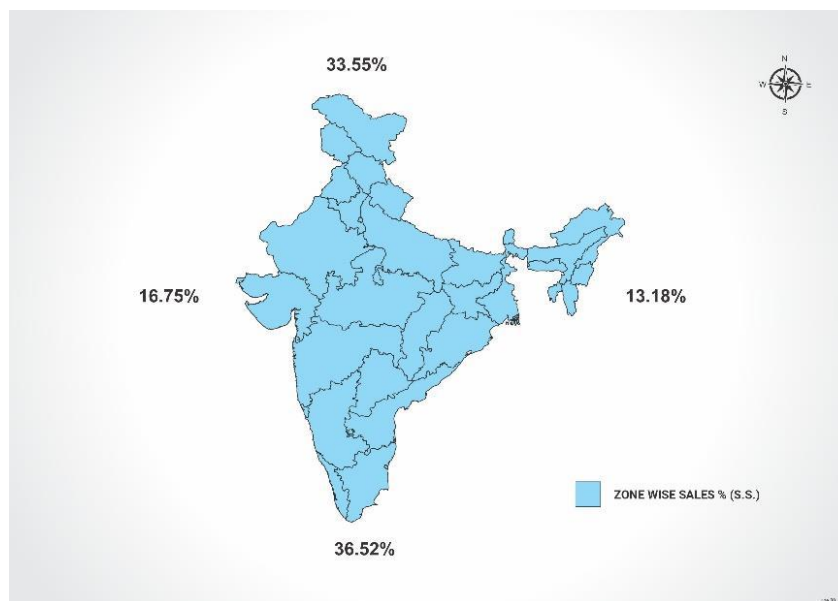 33.55%
N
W E
S
16.75%
13.18%
ZONE WISE SALES % (S.S.)
36.52%